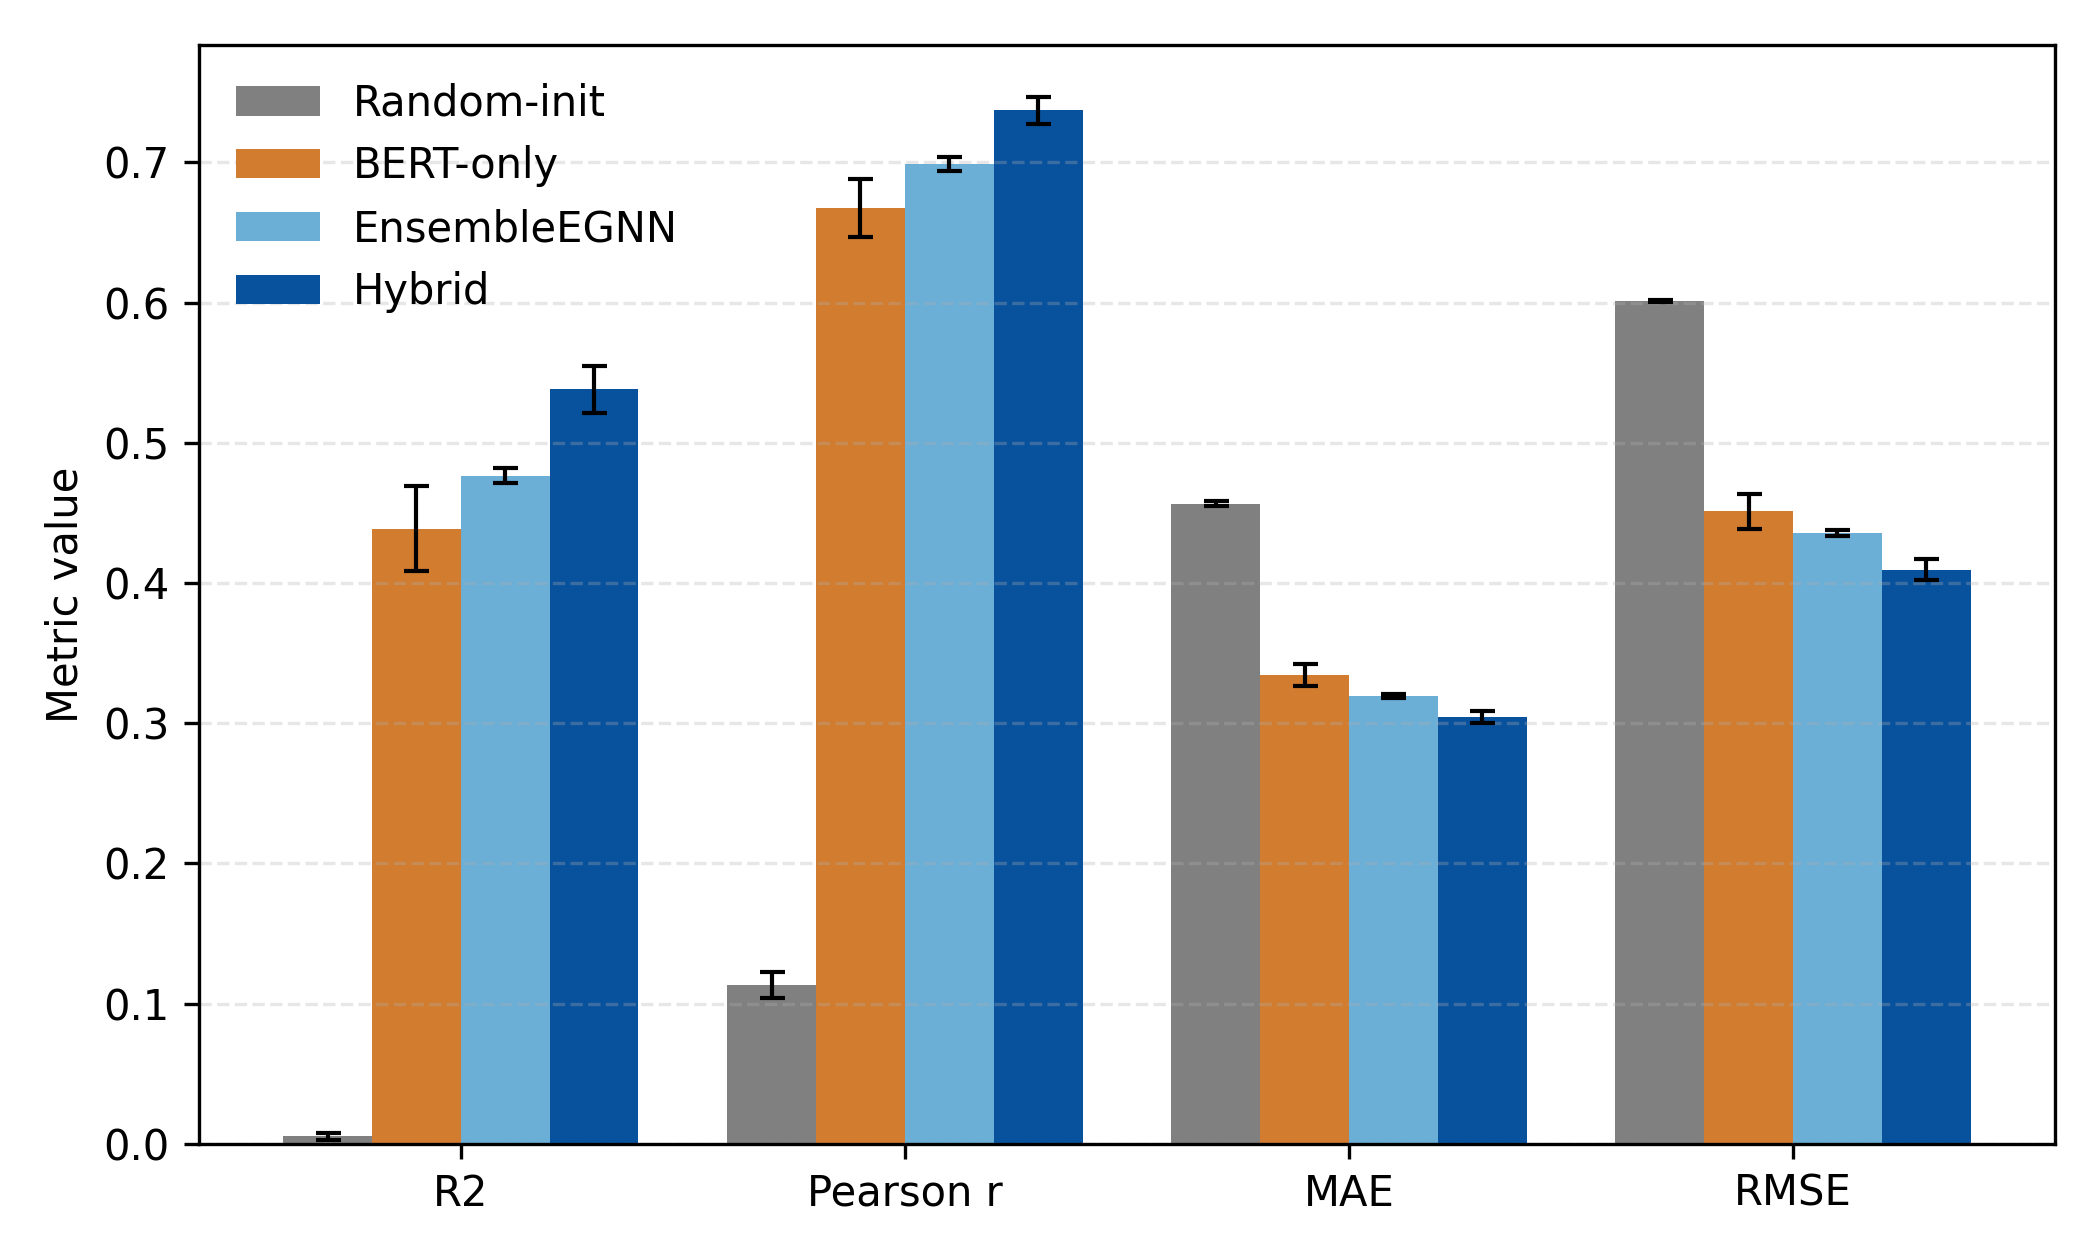 Random-init
BERT-only
EnsembleEGNN
Hybrid
Metric value
0.7
0.6
0.5
0.4
0.3
0.2
0.1
0.0
R2
Pearson r
MAE
RMSE